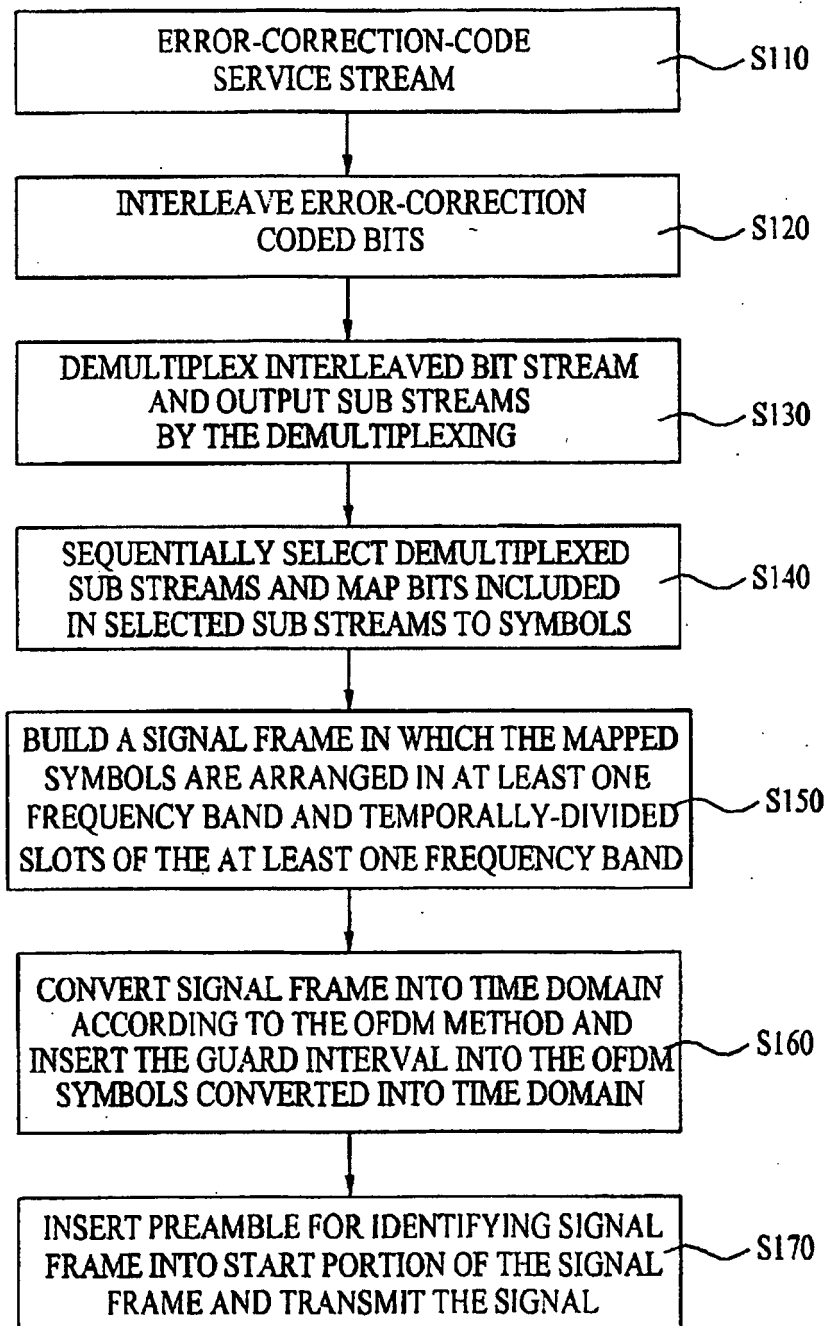 ERROR-CORRECTION-CODE
SERVICE STREAM
S110
INTERLEAVE ERROR-CORRECTION
CODED BITS
S120
DEMULTIPLEX INTERLEAVED BIT STREAM
AND OUTPUT SUB STREAMS
BY THE DEMULTIPLEXING
S130
SEQUENTIALLY SELECT DEMULTIPLEXED
SUB STREAMS AND MAP BITS INCLUDED
IN SELECTED SUB STREAMS TO SYMBOLS
S140
BUILD A SIGNAL FRAME IN WHICH THE MAPPED
SYMBOLS ARE ARRANGED IN AT LEAST ONE
FREQUENCY BAND AND TEMPORALLY-DIVIDED
SLOTS OF THE AT LEAST ONE FREQUENCY BAND
S150
CONVERT SIGNAL FRAME INTO TIME DOMAIN
ACCORDING TO THE OFDM METHOD AND
INSERT THE GUARD INTERVAL INTO THE OFDM
SYMBOLS CONVERTED INTO TIME DOMAIN
S160
INSERT PREAMBLE FOR IDENTIFYING SIGNAL
FRAME INTO START PORTION OF THE SIGNAL
FRAME AND TRANSMIT THE SIGNAL
S170